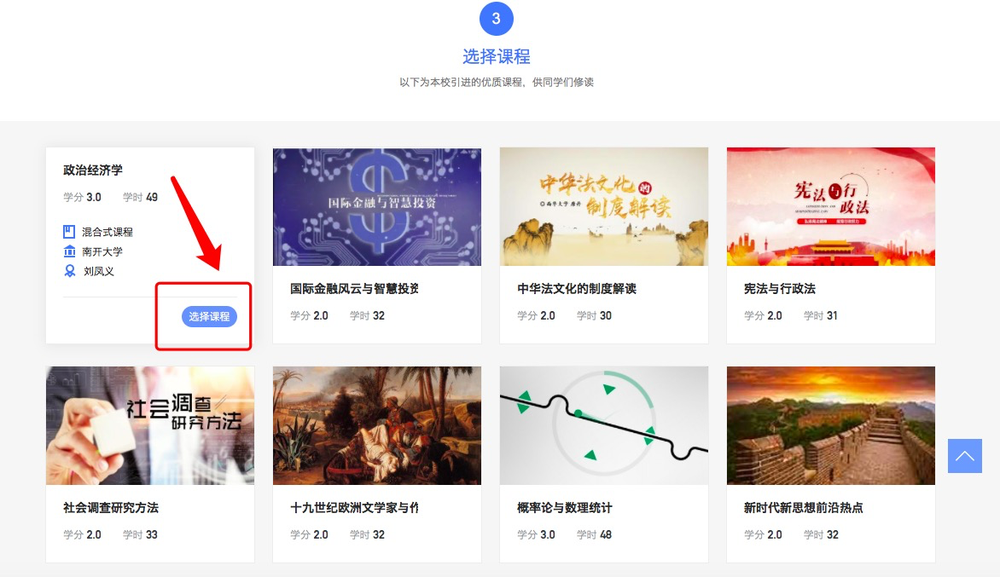 3
选择课程
以下为本校引进的优质课程，供同学们修读
政治经济学
学分 3.0 学时 49
混合式课程
南开大学
刘凤义
选择课程
国际金融与智慧投资
国际金融风云与智慧投资
学分 2.0 学时 32
中华法文化的
制度解读
中华法文化的制度解读
学分 2.0 学时 30
宪法与行
政法
宪法与行政法
学分 2.0 学时 31
社会调查
研究方法
社会调查研究方法
学分 2.0 学时 33
十九世纪欧洲文学家与作
学分 2.0 学时 32
概率论与数理统计
学分 3.0 学时 48
新时代新思想前沿热点
学分 2.0 学时 32